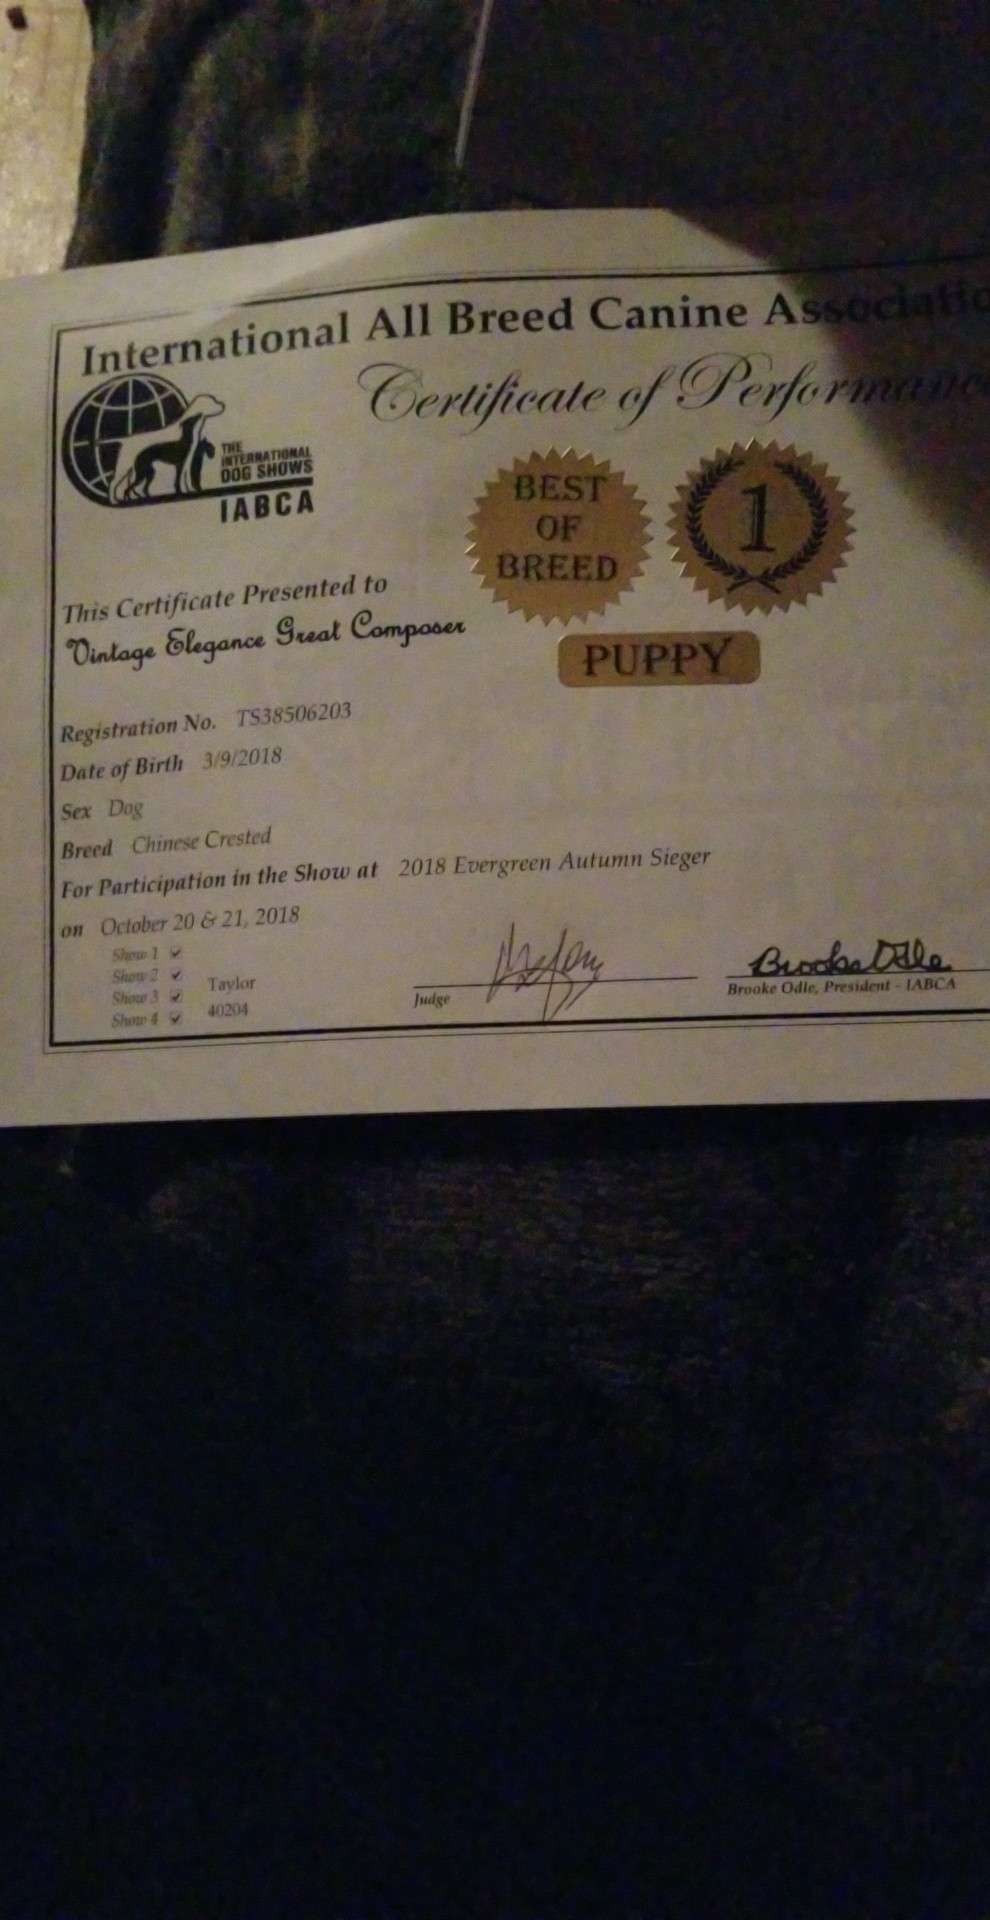 International All Breed Canine Associatio
Certificate of Performance
THE
INTERNATIONAL
DOG SHOWS
IABCA
BEST
OF
BREED
1
PUPPY
This Certificate Presented to
Vintage Elegance Great Composer
Registration No. TS38506203
Date of Birth 3/9/2018
Sex Dog
Breed Chinese Crested
For Participation in the Show at 2018 Evergreen Autumn Sieger
on October 20 & 21, 2018
Show 1
Show 2
Show 3
Show 4
Taylor
40204
Judge
Brooke Odle
Brooke Odle, President - IABCA